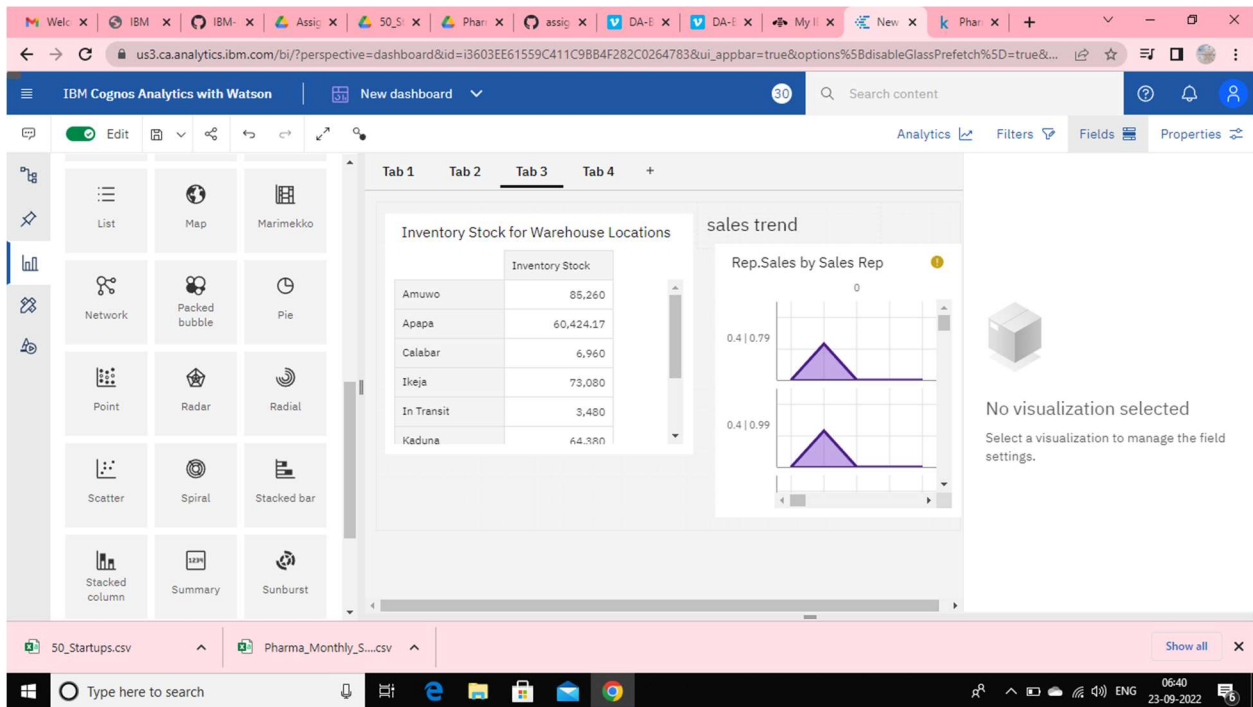 Welc
IBM
IBM-
Assig
50_St
Pharr
assig
DA-E
DA-E
My I
New
Phar
us3.ca.analytics.ibm.com/bi/?perspective=dashboard&id=i3603EE61559C411C9BB4F282C0264783&ui_appbar=true&options%5BdisableGlassPrefetch%5D=true&...
IBM Cognos Analytics with Watson
New dashboard
30
Search content
Edit
Analytics
Filters
Fields
Properties
Tab 1
Tab 2
Tab 3
Tab 4
List
Map
Marimekko
Network
Packed
bubble
Pie
Point
Radar
Radial
Scatter
Spiral
Stacked bar
Stacked
column
1234
Summary
Sunburst
Inventory Stock for Warehouse Locations
Inventory Stock
Amuwo 85,260
Apapa 60,424.17
Calabar 6,960
Ikeja 73,080
In Transit 3,480
Kaduna 64,380
sales trend
Rep.Sales by Sales Rep
0
0.4 | 0.79
0.4 | 0.99
No visualization selected
Select a visualization to manage the field
settings.
50_Startups.csv
Pharma_Monthly_S....csv
Show all
Type here to search
ENG
06:40
23-09-2022
6